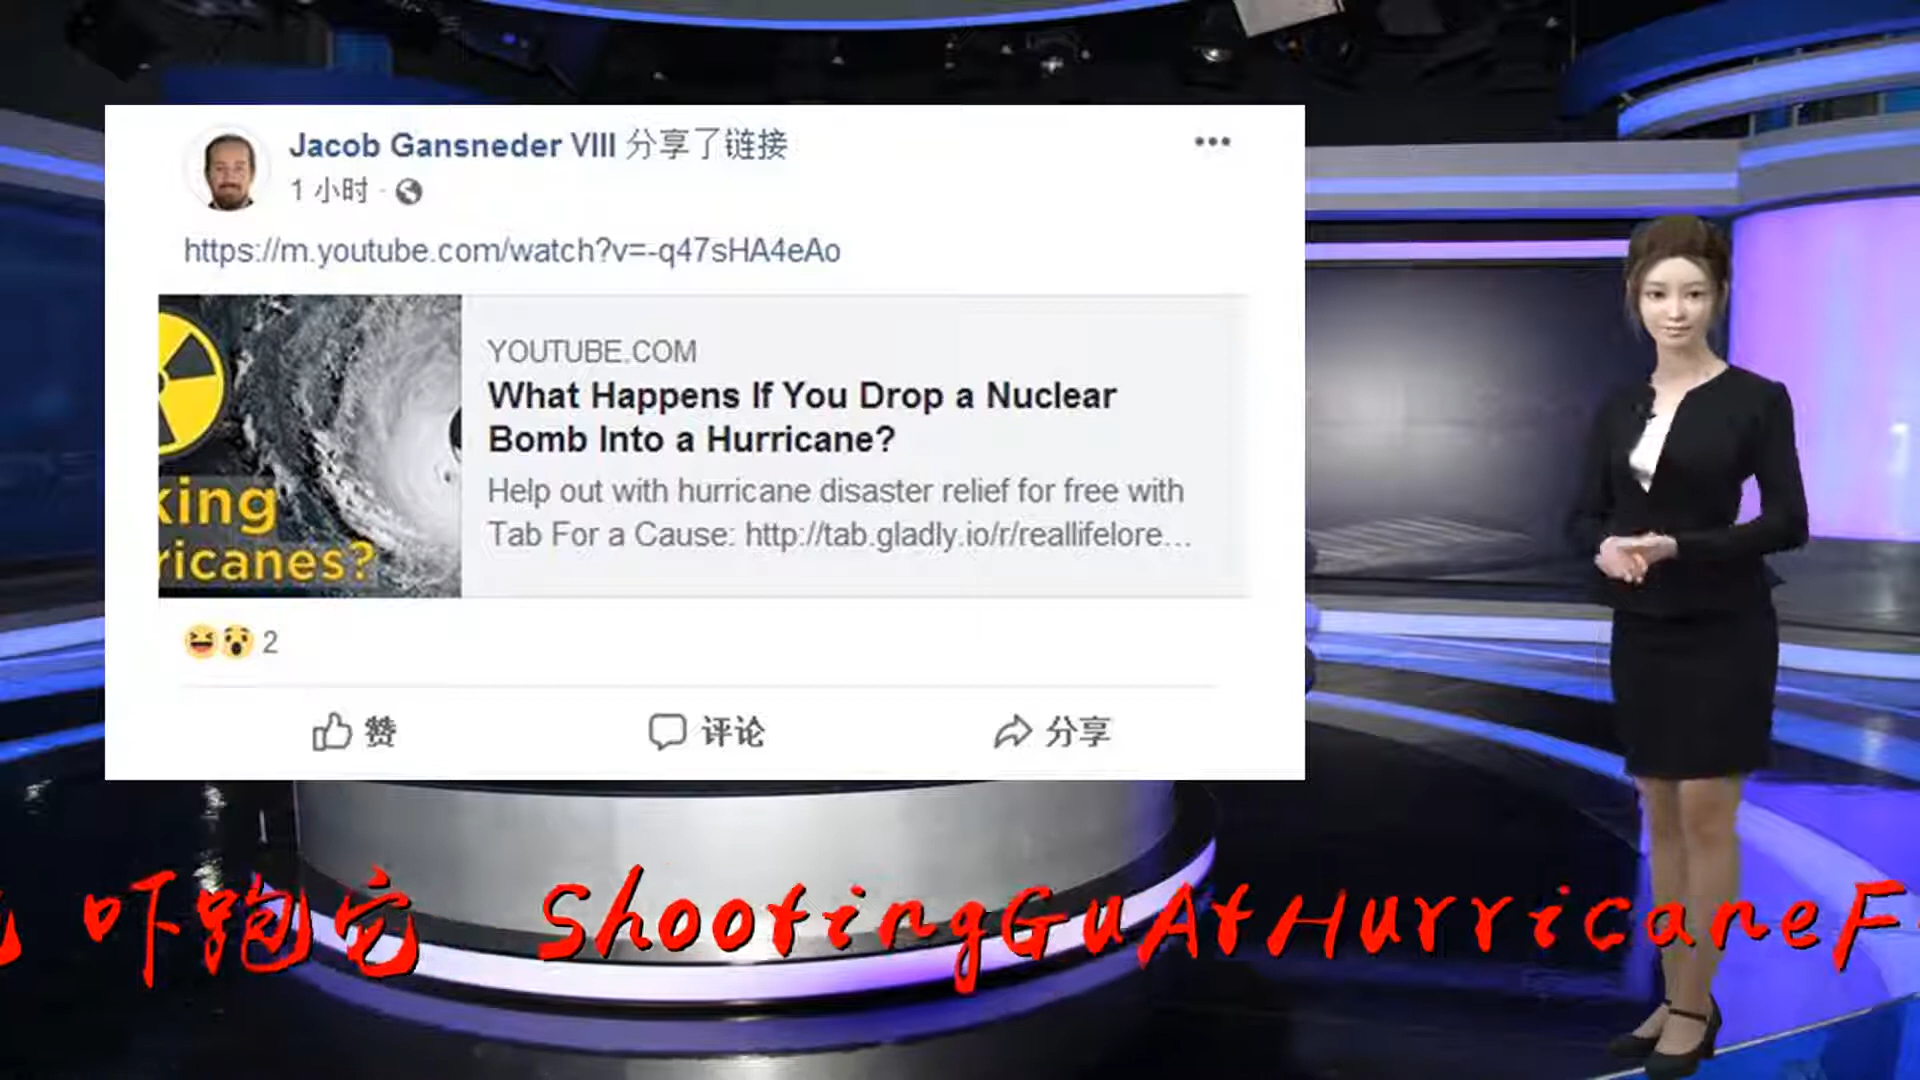 Jacob Gansneder VIII 分享了链接
1 小时 ·
https://m.youtube.com/watch?v=-q47sHA4eAo
king
ricanes?
YOUTUBE.COM
What Happens If You Drop a Nuclear
Bomb Into a Hurricane?
Help out with hurricane disaster relief for free with
Tab For a Cause: http://tab.gladly.io/r/reallifelore...
2
赞
评论
分享
吓跑它 ShootingGuAtHurricaneF